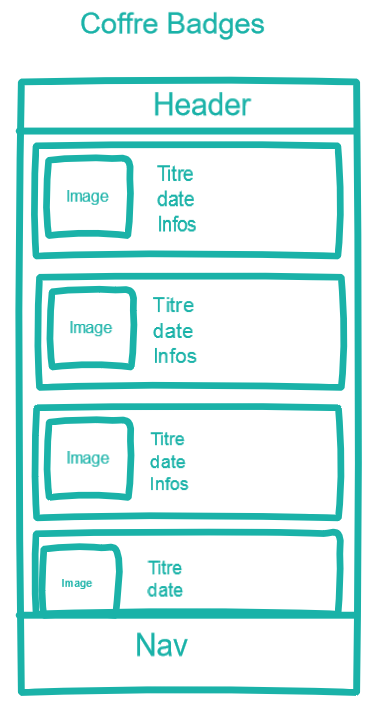 Coffre Badges
Header
Image
Titre
date
Infos
Image
Titre
date
Infos
Image
Titre
date
Infos
Image
Titre
date
Nav